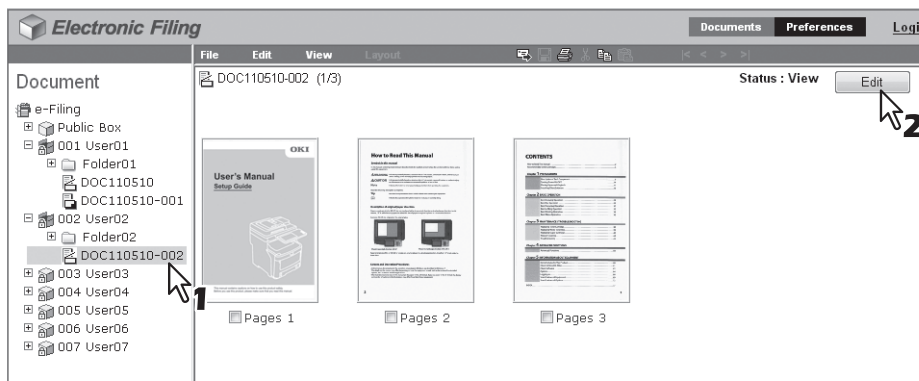 Electronic Filing
Documents Preferences Logi
File Edit View Layout |< < > >|
Document
DOC110510-002 (1/3)
Status : View Edit
2
e-Filing
Public Box
001 User01
Folder01
DOC110510
DOC110510-001
002 User02
Folder02
DOC110510-002
1
003 User03
004 User04
005 User05
006 User06
007 User07
OKI
User's Manual
Setup Guide
Pages 1
How to Read This Manual
Pages 2
CONTENTS
Pages 3